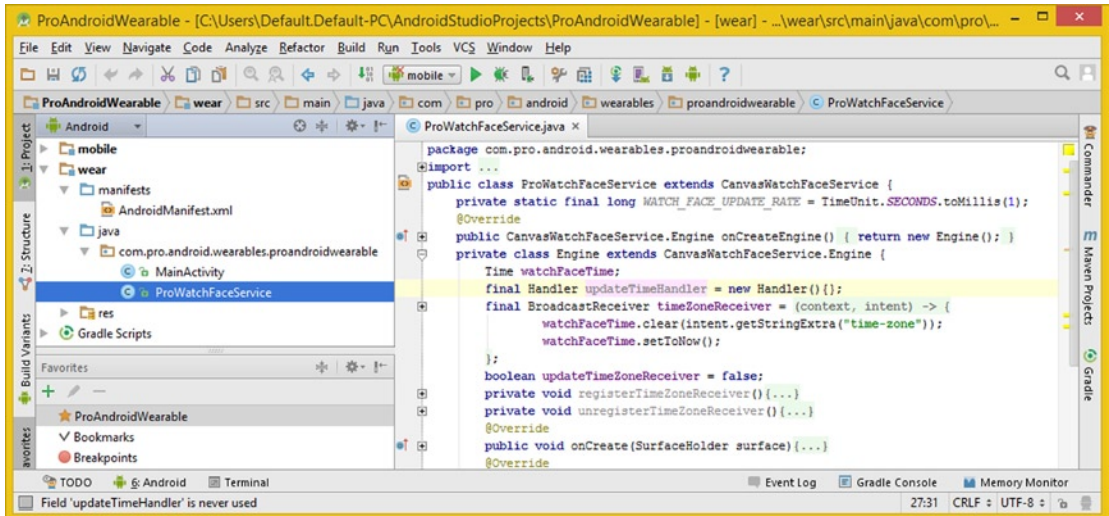 ProAndroidWearable - [C:\Users\Default.Default-PC\AndroidStudioProjects\ProAndroidWearable] - [wear] - ...\wear\src\main\java\com\pro\...
File Edit View Navigate Code Analyze Refactor Build Run Tools VCS Window Help
mobile
ProAndroidWearable wear src main java com pro android wearables proandroidwearable ProWatchFaceService
1: Project
Z: Structure
Build Variants
avorites
Android
mobile
wear
manifests
AndroidManifest.xml
java
com.pro.android.wearables.proandroidwearable
MainActivity
ProWatchFaceService
res
Gradle Scripts
Favorites
ProAndroidWearable
Bookmarks
Breakpoints
ProWatchFaceService.java ×
package com.pro.android.wearables.proandroidwearable;
import ...
public class ProWatchFaceService extends CanvasWatchFaceService {
private static final long WATCH_FACE_UPDATE_RATE = TimeUnit.SECONDS.toMillis(1);
@Override
public CanvasWatchFaceService.Engine onCreateEngine() { return new Engine(); }
private class Engine extends CanvasWatchFaceService.Engine {
Time watchFaceTime;
final Handler updateTimeHandler = new Handler(){};
final BroadcastReceiver timeZoneReceiver = (context, intent) -> {
watchFaceTime.clear(intent.getStringExtra("time-zone"));
watchFaceTime.setToNow();
};
boolean updateTimeZoneReceiver = false;
private void registerTimeZoneReceiver(){...}
private void unregisterTimeZoneReceiver(){...}
@Override
public void onCreate(SurfaceHolder surface){...}
@Override
Commander
Maven Projects
Gradle
TODO 6: Android Terminal Event Log Gradle Console Memory Monitor
Field 'updateTimeHandler' is never used 27:31 CRLF UTF-8